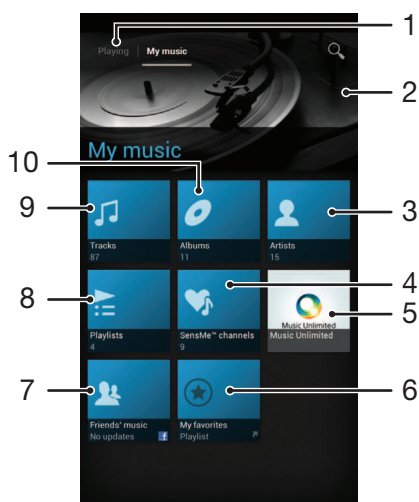 1
Playing My music
2
My music
10
9
Tracks
87
Albums
11
Artists
15
3
8
Playlists
4
SensMe™ channels
9
Music Unlimited
Music Unlimited
4
5
7
Friends' music
No updates f
My favorites
Playlist
6